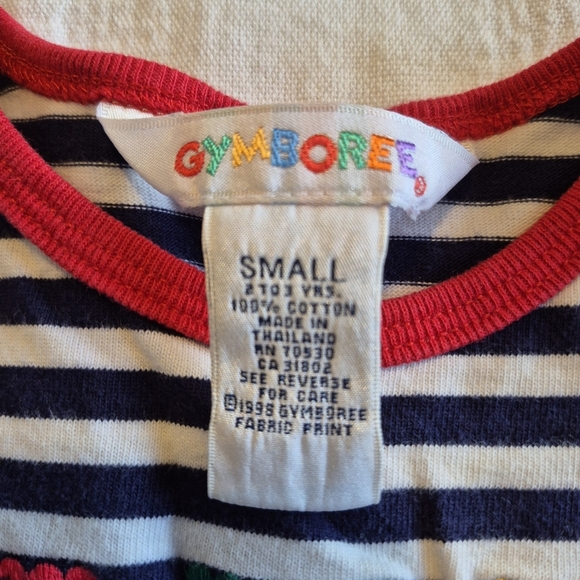 GYMBOREE®
SMALL
2 TO 3 YRS.
100% COTTON
MADE IN
THAILAND
RN 70530
CA 31802
SEE REVERSE
FOR CARE
©1998 GYMBOREE
FABRIC PRINT